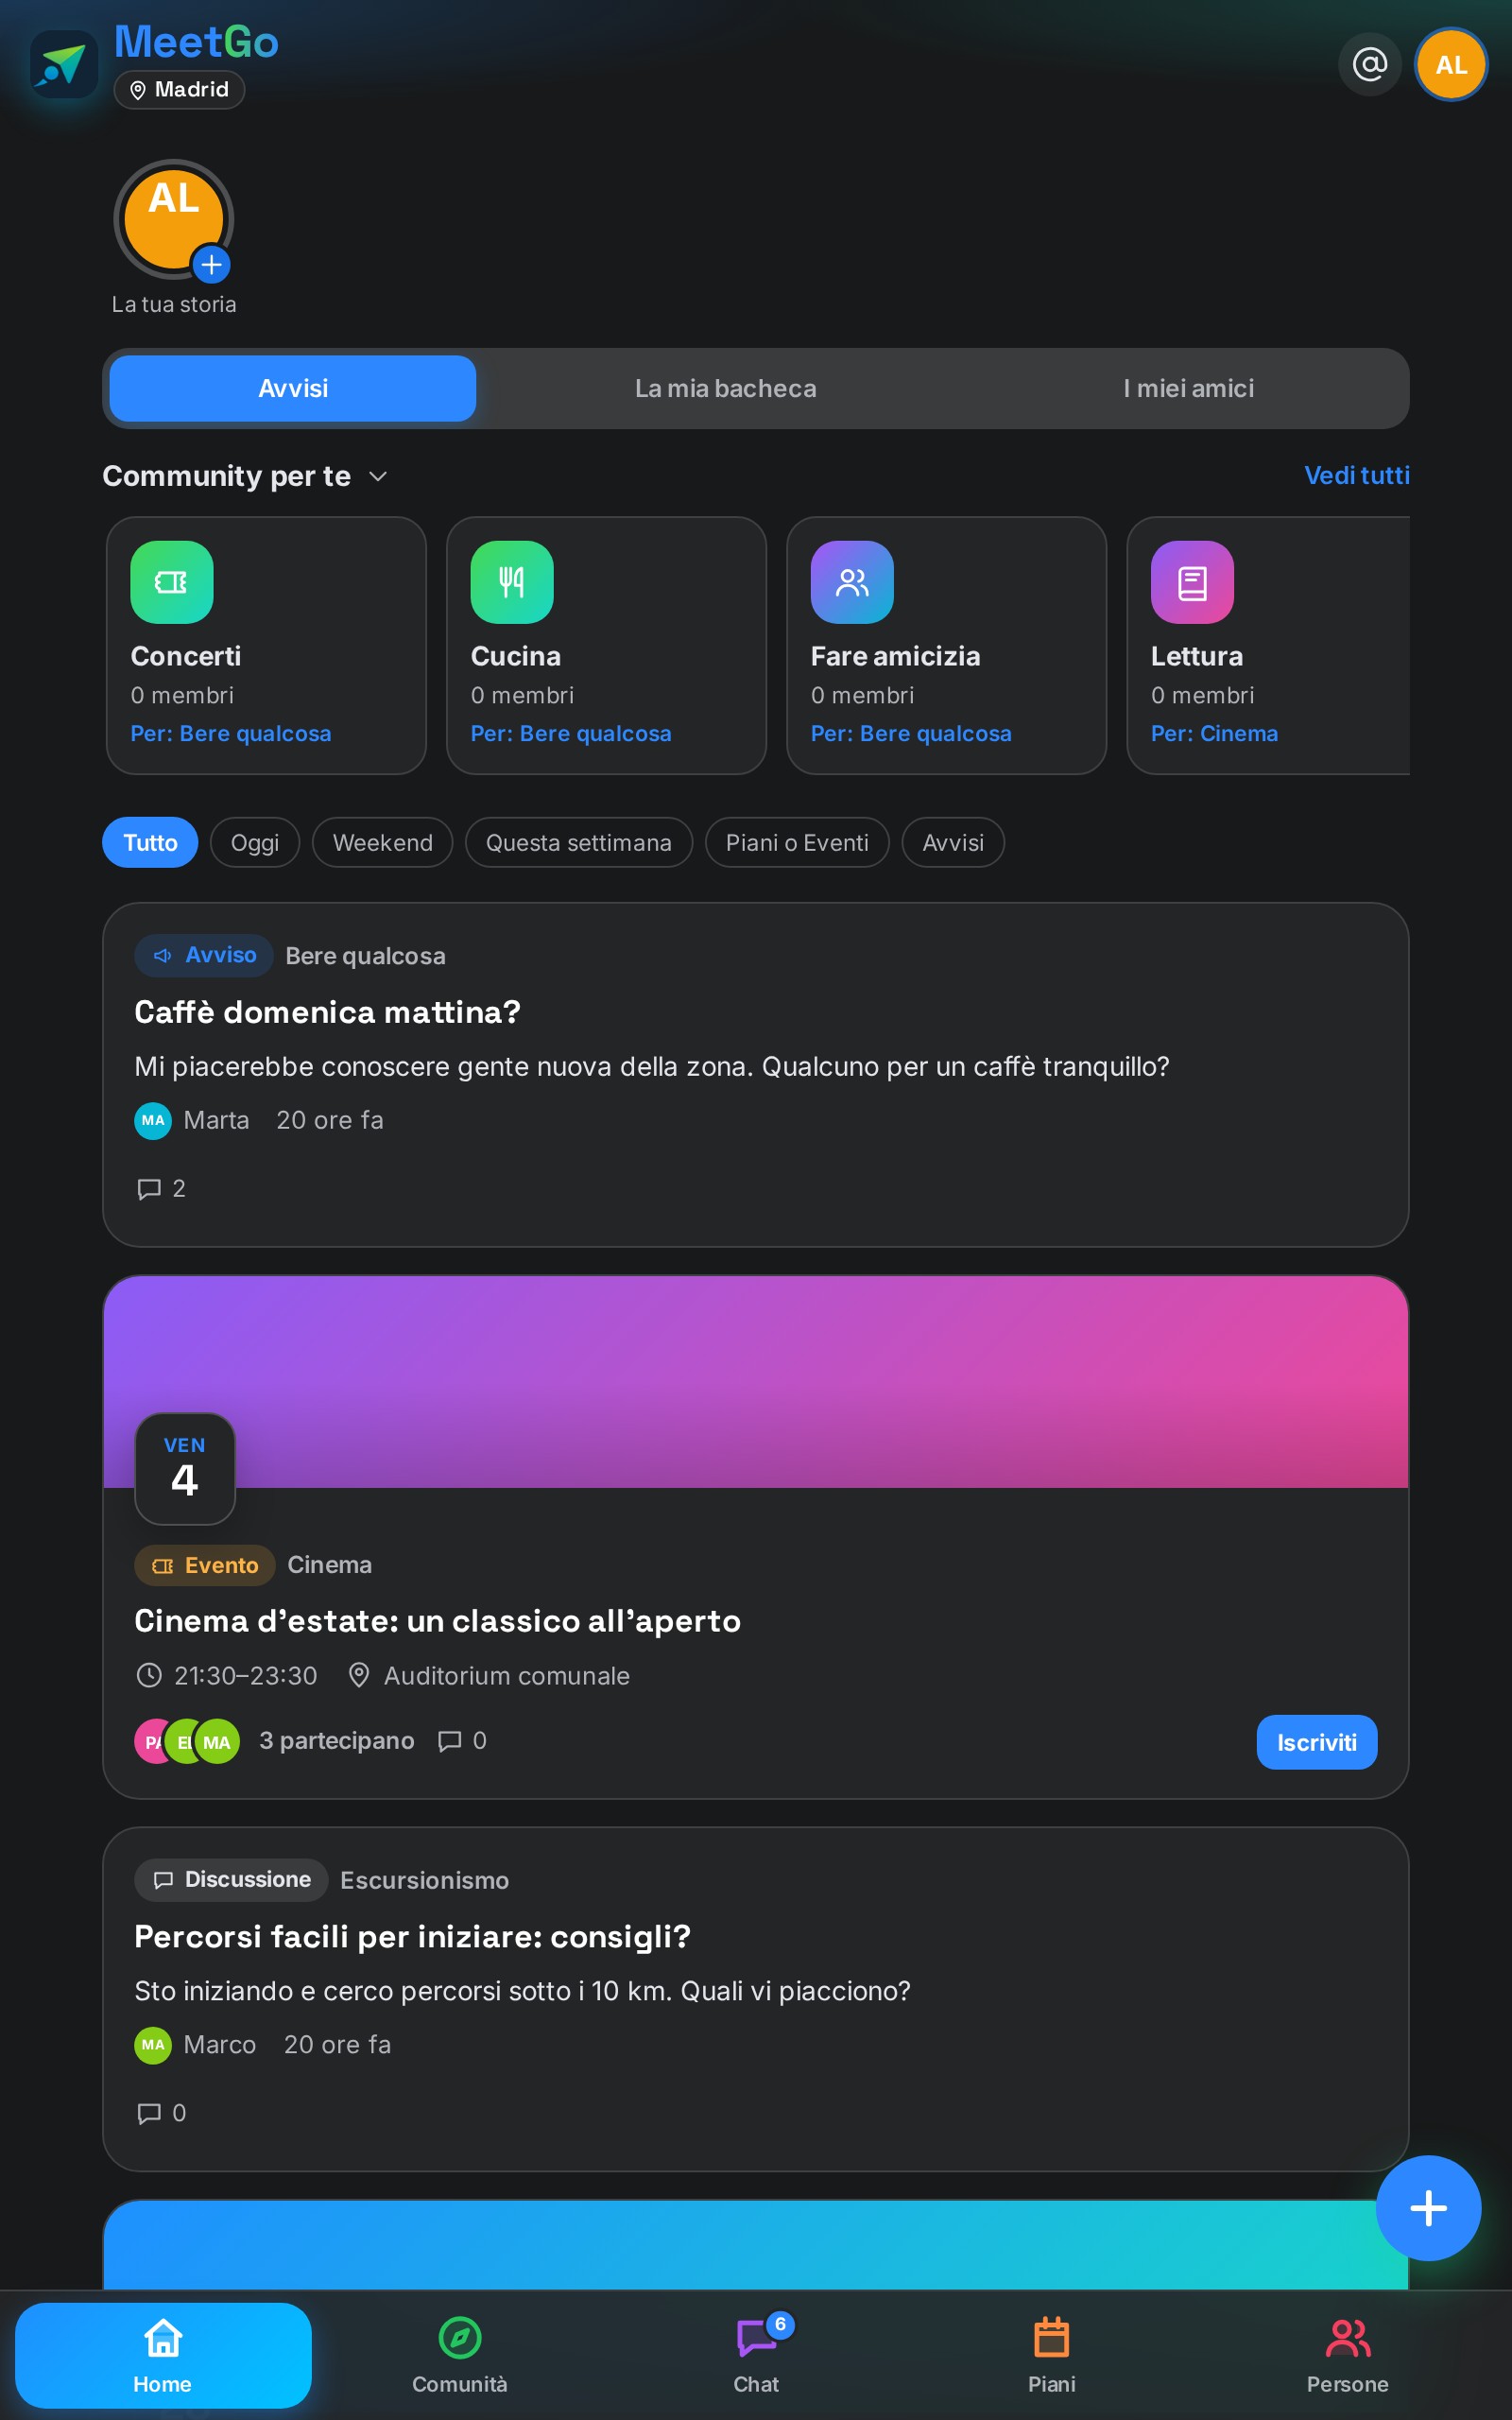 MeetGo
Madrid
AL
AL
La tua storia
Avvisi
La mia bacheca
I miei amici
Community per te
Vedi tutti
Concerti
0 membri
Per: Bere qualcosa
Cucina
0 membri
Per: Bere qualcosa
Fare amicizia
0 membri
Per: Bere qualcosa
Lettura
0 membri
Per: Cinema
Tutto
Oggi
Weekend
Questa settimana
Piani o Eventi
Avvisi
Avviso Bere qualcosa
Caffè domenica mattina?
Mi piacerebbe conoscere gente nuova della zona. Qualcuno per un caffè tranquillo?
MA Marta 20 ore fa
2
VEN
4
Evento Cinema
Cinema d’estate: un classico all’aperto
21:30–23:30 Auditorium comunale
MA 3 partecipano 0
Iscriviti
Discussione Escursionismo
Percorsi facili per iniziare: consigli?
Sto iniziando e cerco percorsi sotto i 10 km. Quali vi piacciono?
MA Marco 20 ore fa
0
Home
Comunità
6
Chat
Piani
Persone